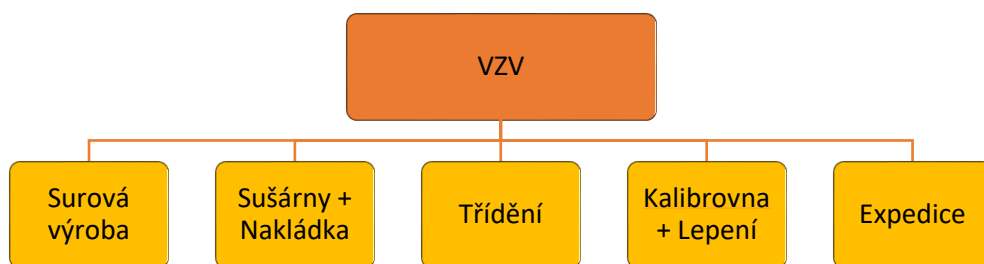 VZV
Surová
výroba
Sušárny +
Nakládka
Třídění
Kalibrovna
+ Lepení
Expedice